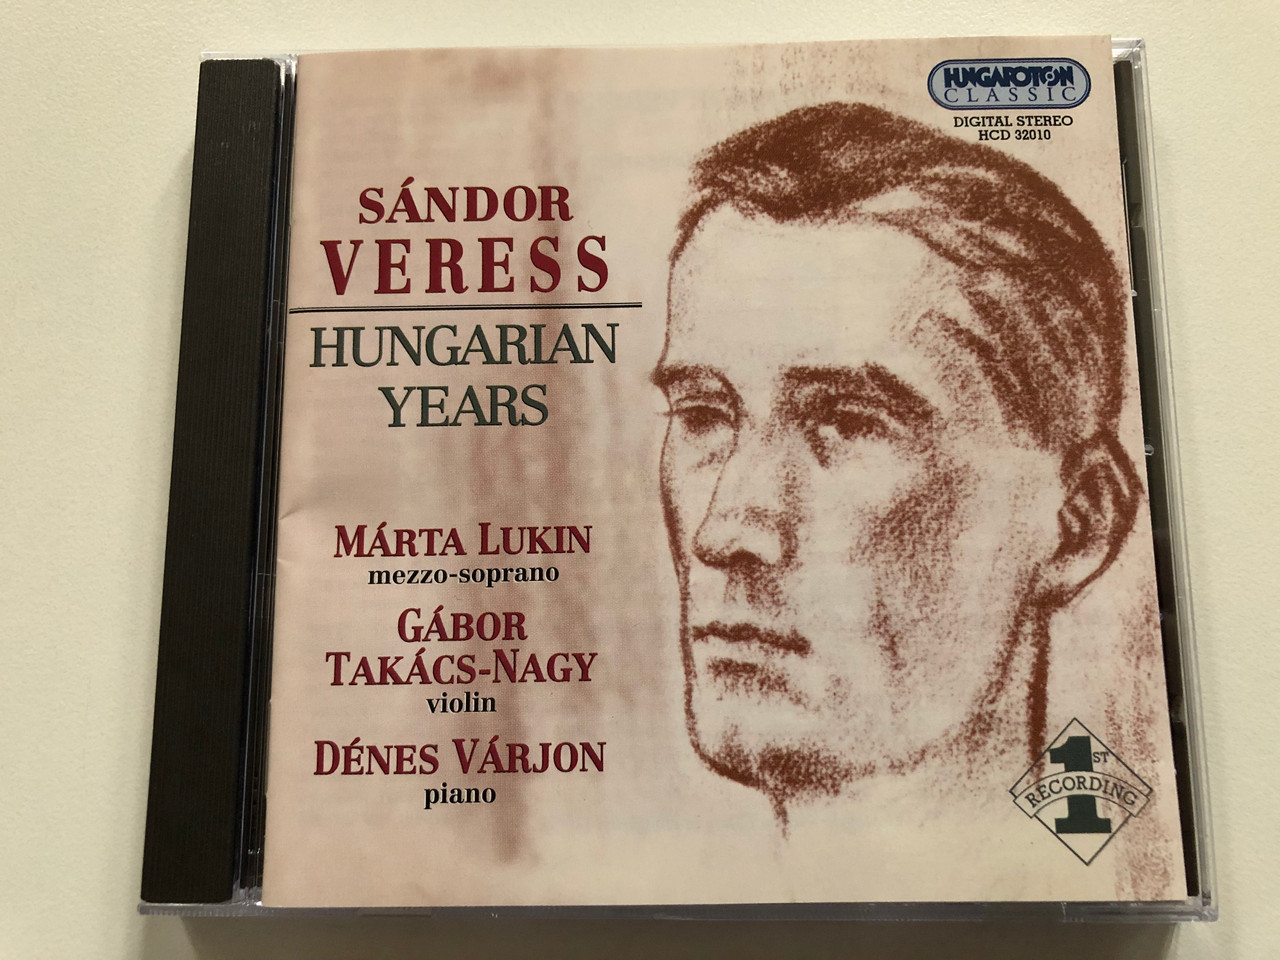 HUNGAROTON
CLASSIC
DIGITAL STEREO
HCD 32010
SÁNDOR
VERESS
HUNGARIAN
YEARS
MÁRTA LUKIN
mezzo-soprano
GÁBOR
TAKÁCS-NAGY
violin
DÉNES VÁRJON
piano
1ST
RECORDING